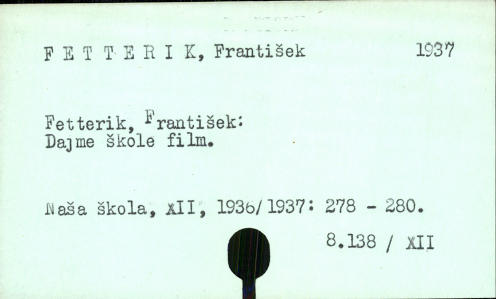 F E T T E R I K, František 1937
Fetterik, František:
Dajme škole film.
Naša škola, XII, 1936/1937: 278 - 280.
8.138 / XII